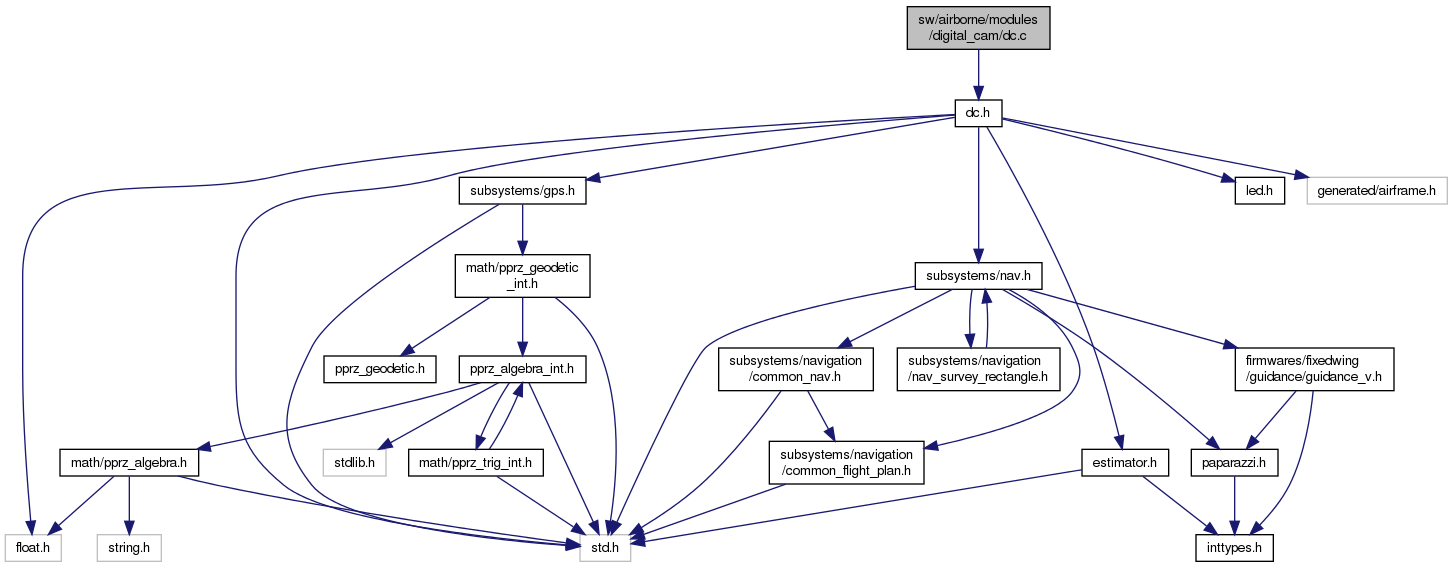 sw/airborne/modules
/digital_cam/dc.c
dc.h
subsystems/gps.h
led.h
generated/airframe.h
math/pprz_geodetic
_int.h
subsystems/nav.h
pprz_geodetic.h
pprz_algebra_int.h
subsystems/navigation
/common_nav.h
subsystems/navigation
/nav_survey_rectangle.h
firmwares/fixedwing
/guidance/guidance_v.h
math/pprz_algebra.h
stdlib.h
math/pprz_trig_int.h
subsystems/navigation
/common_flight_plan.h
estimator.h
paparazzi.h
float.h
string.h
std.h
inttypes.h